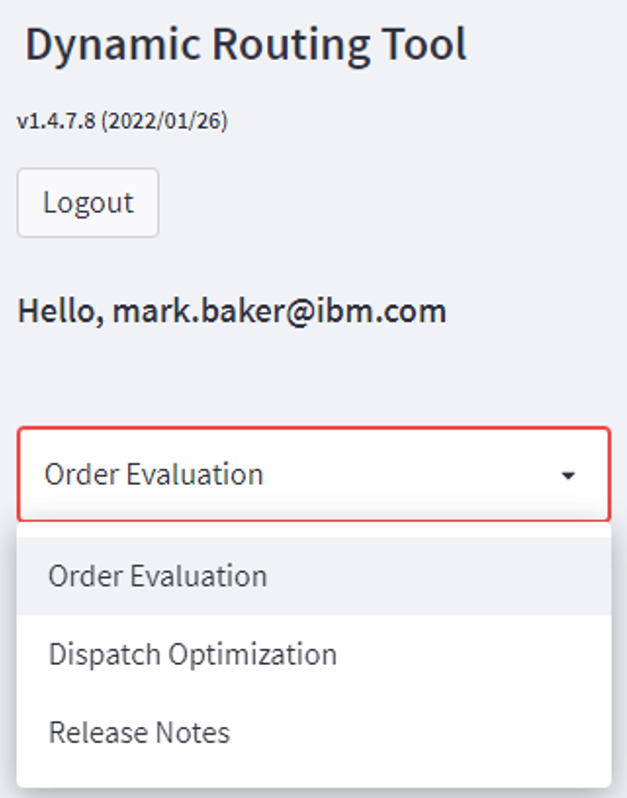 Dynamic Routing Tool
v1.4.7.8 (2022/01/26)
Logout
Hello, mark.baker@ibm.com
Order Evaluation
Order Evaluation
Dispatch Optimization
Release Notes